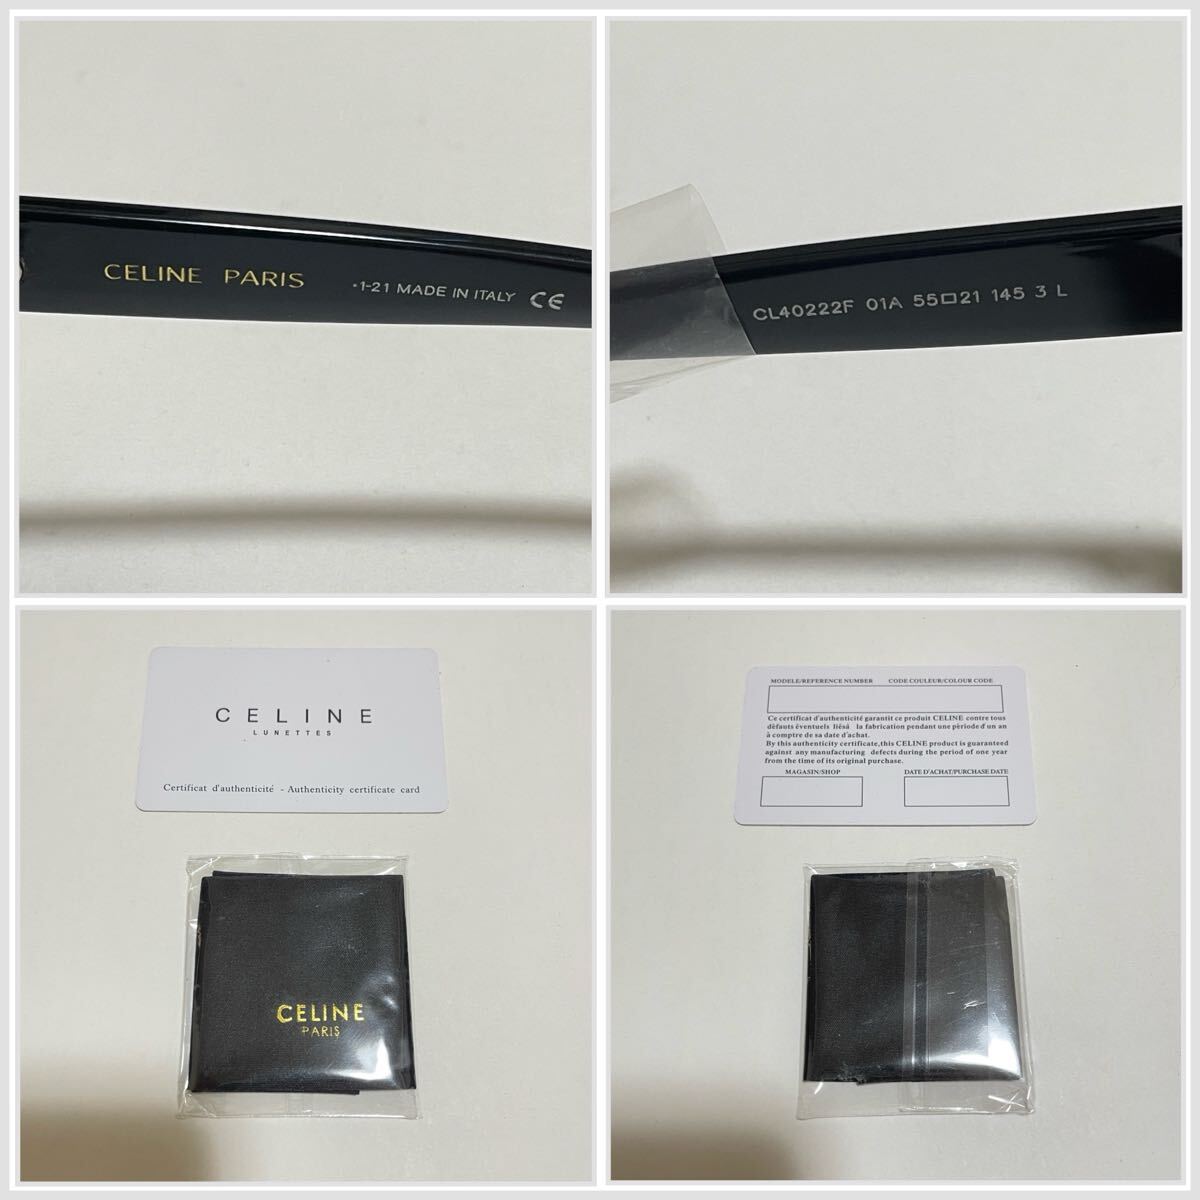 CELINE PARIS
•1-21 MADE IN ITALY CE
CL40222F 01A 55□21 145 3 L
CELINE
LUNETTES
Certificat d'authenticité - Authenticity certificate card
CELINE
PARIS
MODELE/REFERENCE NUMBER CODE COULEUR/COLOUR CODE
Ce certificat d'authenticité garantit ce produit CELINE contre tous
dèfauts éventuels liésá la fabrication pendant une pèriode d'un an
à comptre de sa date d'achat.
By this authenticity certificate,this CELINE product is guaranteed
against any manufacturing defects during the period of one year
from the time of its original purchase.
MAGASIN/SHOP DATE D'ACHAT/PURCHASE DATE